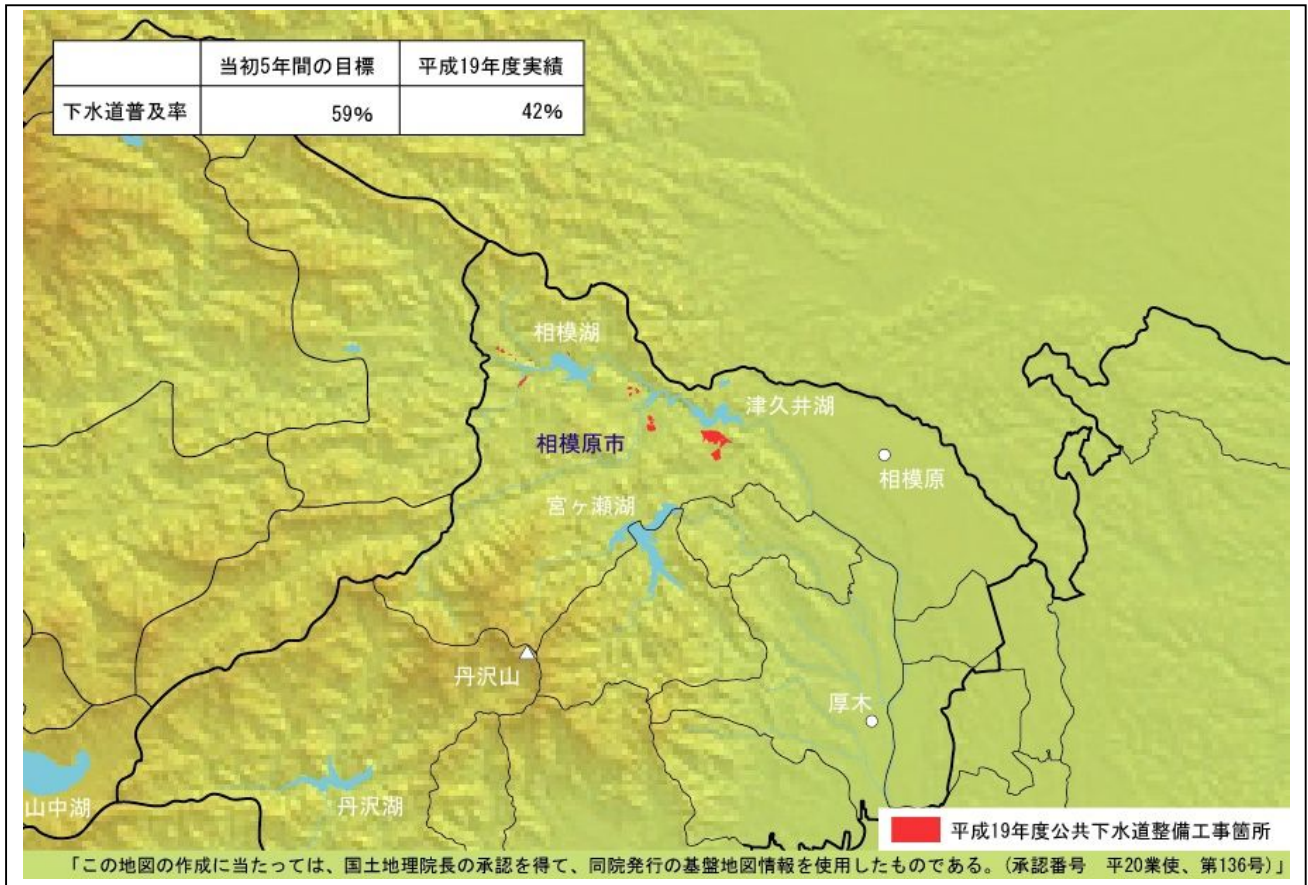 当初5年間の目標 平成19年度実績
下水道普及率 59% 42%
相模湖
津久井湖
相模原市
相模原
宮ヶ瀬湖
丹沢山
厚木
山中湖
丹沢湖
平成19年度公共下水道整備工事箇所
「この地図の作成に当たっては、国土地理院長の承認を得て、同院発行の基盤地図情報を使用したものである。(承認番号 平20業使、第136号)」